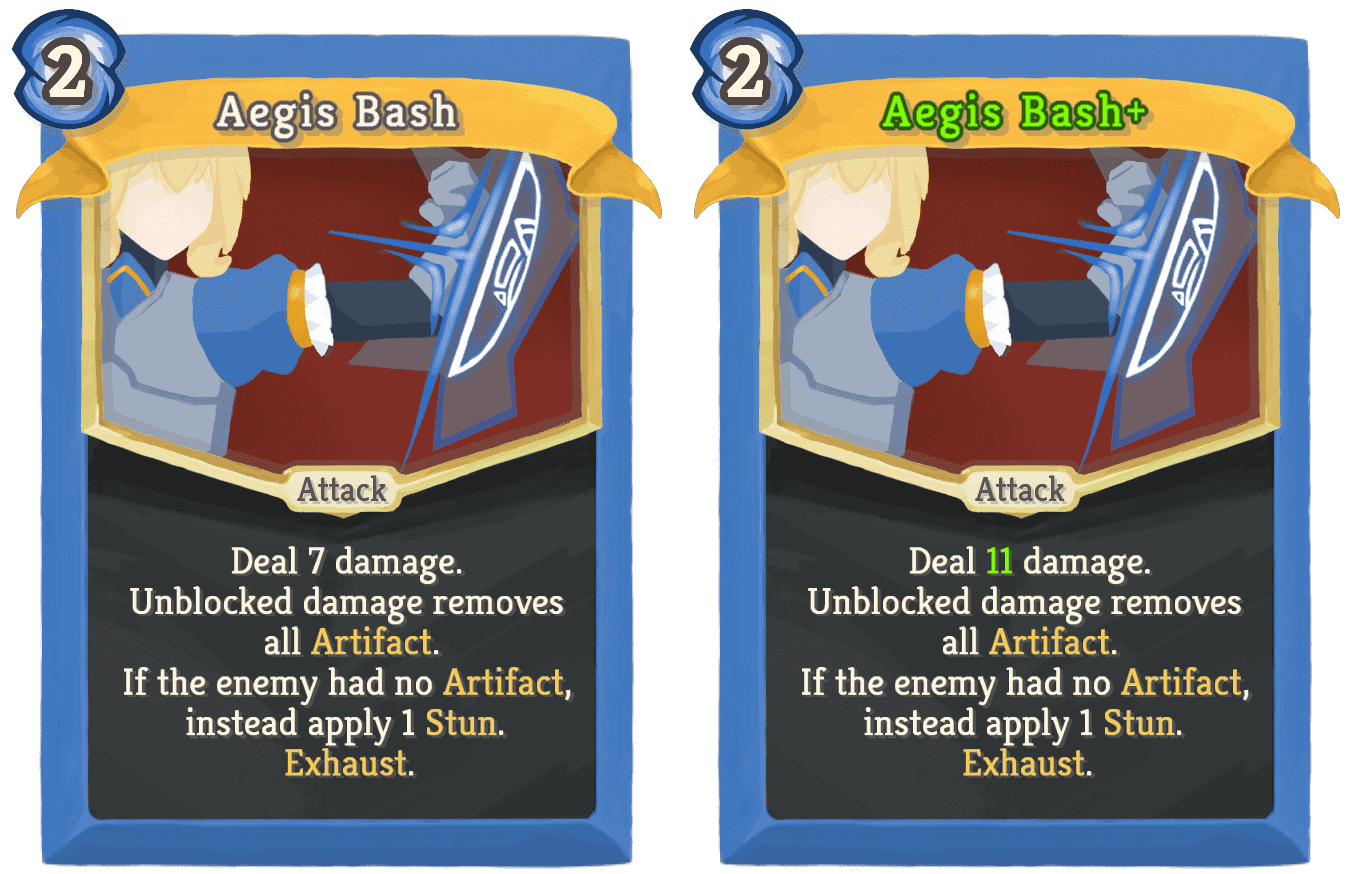 2
Aegis Bash
Attack
Deal 7 damage.
Unblocked damage removes
all Artifact.
If the enemy had no Artifact,
instead apply 1 Stun.
Exhaust.
2
Aegis Bash+
Attack
Deal 11 damage.
Unblocked damage removes
all Artifact.
If the enemy had no Artifact,
instead apply 1 Stun.
Exhaust.